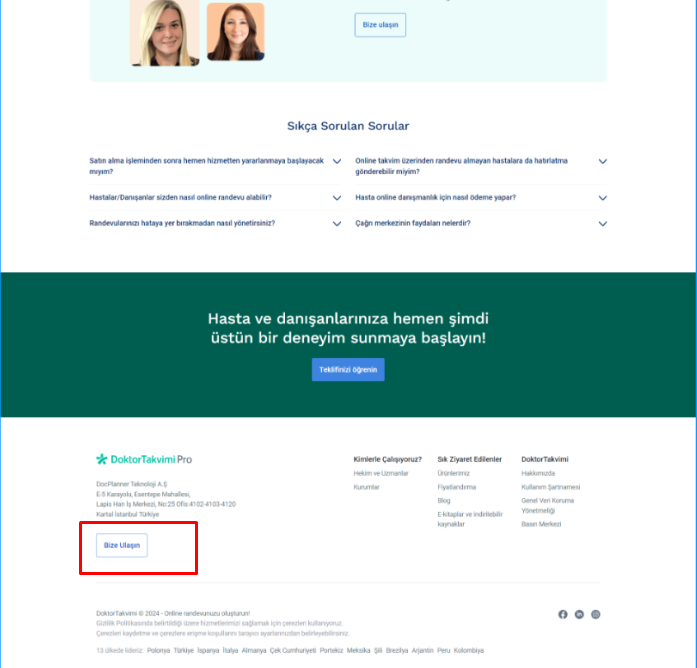 Bize ulaşın
Sıkça Sorulan Sorular
Satın alma işleminden sonra hemen hizmetten yararlanmaya başlayacak
mıyım?
Online takvim üzerinden randevu almayan hastalara da hatırlatma
gönderebilir miyim?
Hastalar/Danışanlar sizden nasıl online randevu alabilir?
Hasta online danışmanlık için nasıl ödeme yapar?
Randevularınızı hataya yer bırakmadan nasıl yönetirsiniz?
Çağrı merkezinin faydaları nelerdir?
Hasta ve danışanlarınıza hemen şimdi
üstün bir deneyim sunmaya başlayın!
Teklifinizi öğrenin
DoktorTakvimi Pro
DocPlanner Teknoloji A.Ş
E-5 Karayolu, Esentepe Mahallesi,
Lapis Han İş Merkezi, No:25 Ofis:4102-4103-4120
Kartal İstanbul Türkiye
Bize Ulaşın
Kimlerle Çalışıyoruz?
Hekim ve Uzmanlar
Kurumlar
Sık Ziyaret Edilenler
Ürünlerimiz
Fiyatlandırma
Blog
E-kitaplar ve indirilebilir
kaynaklar
DoktorTakvimi
Hakkımızda
Kullanım Şartnamesi
Genel Veri Koruma
Yönetmeliği
Basın Merkezi
DoktorTakvimi © 2024 - Online randevunuzu oluşturun!
Gizlilik Politikasında belirtildiği üzere hizmetlerimizi sağlamak için çerezleri kullanıyoruz.
Çerezleri kaydetme ve çerezlere erişme koşullarını tarayıcı ayarlarınızdan belirleyebilirsiniz.
13 ülkede lideriz: Polonya Türkiye İspanya İtalya Almanya Çek Cumhuriyeti Portekiz Meksika Şili Brezilya Arjantin Peru Kolombiya